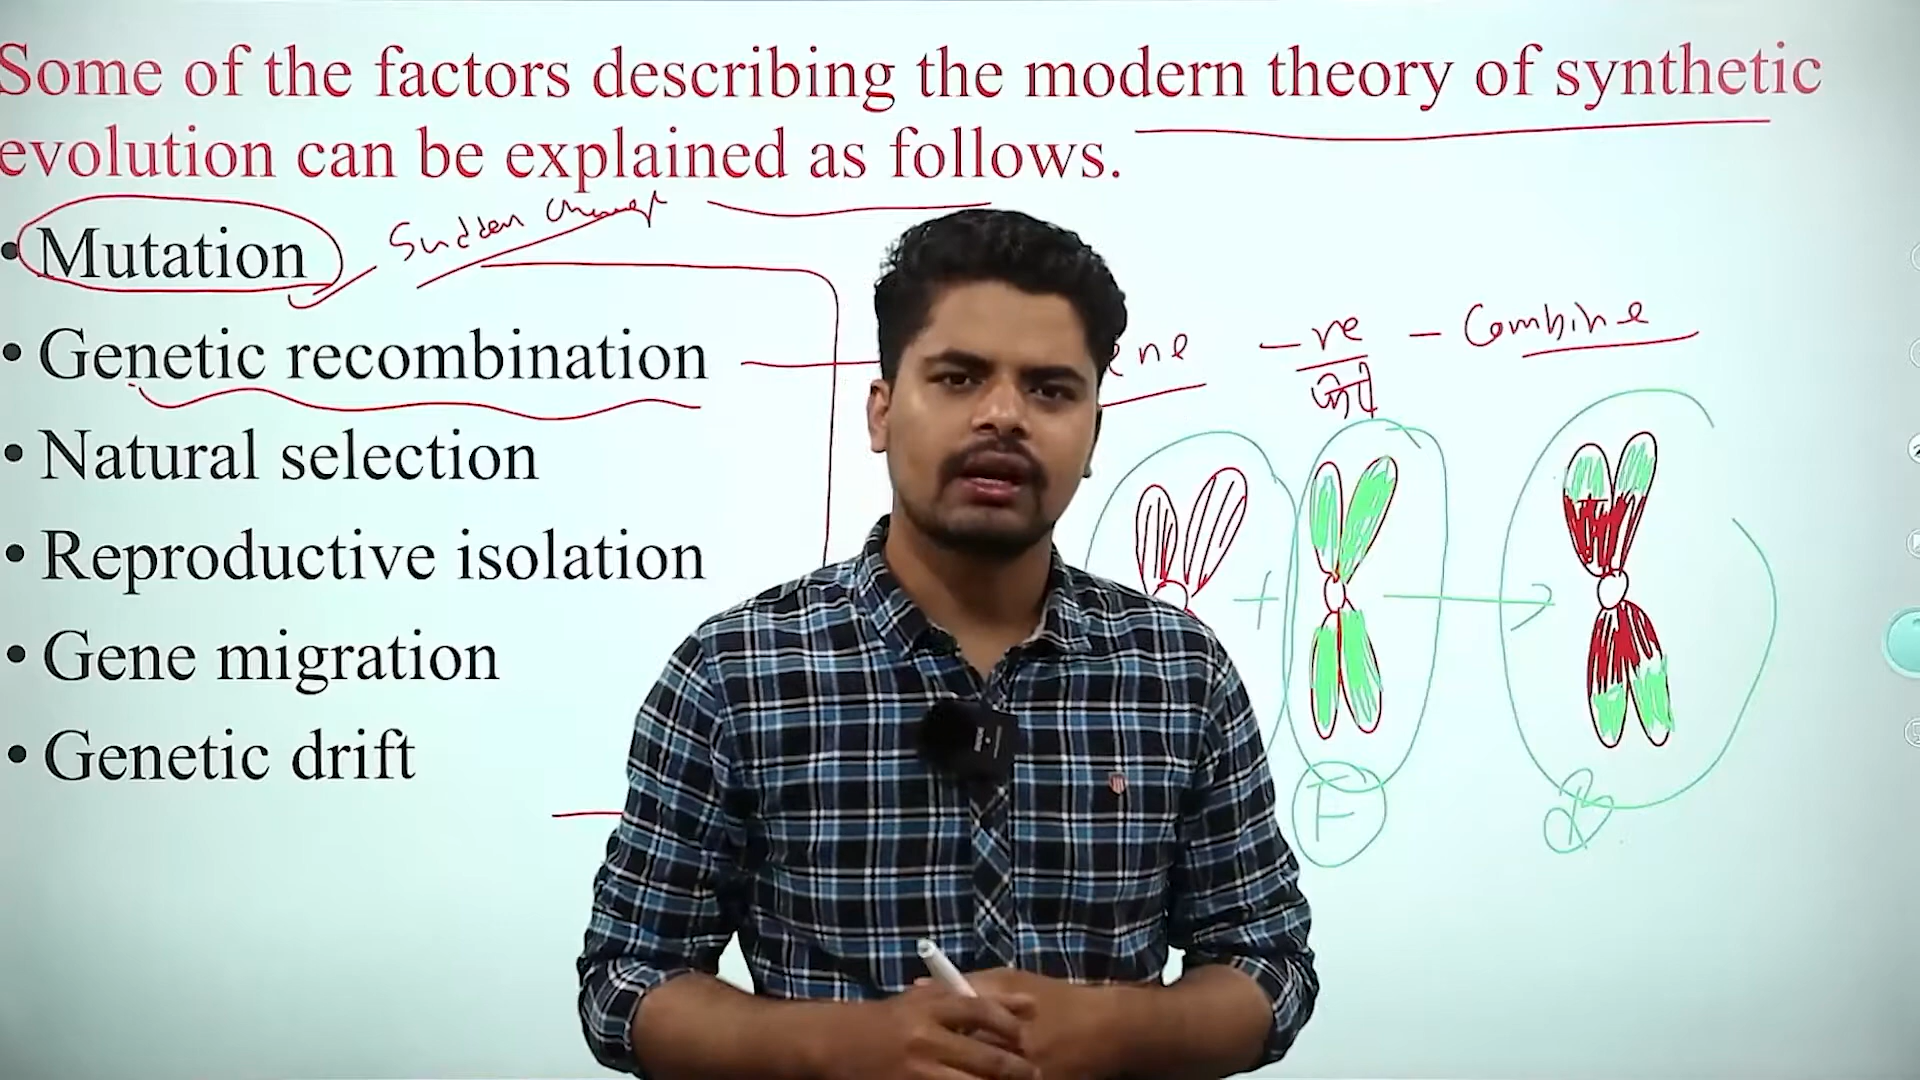 Some of the factors describing the modern theory of synthetic
evolution can be explained as follows.
• Mutation
Sudden change
• Genetic recombination
ene - re - Combine
• Natural selection
• Reproductive isolation
• Gene migration
• Genetic drift
F